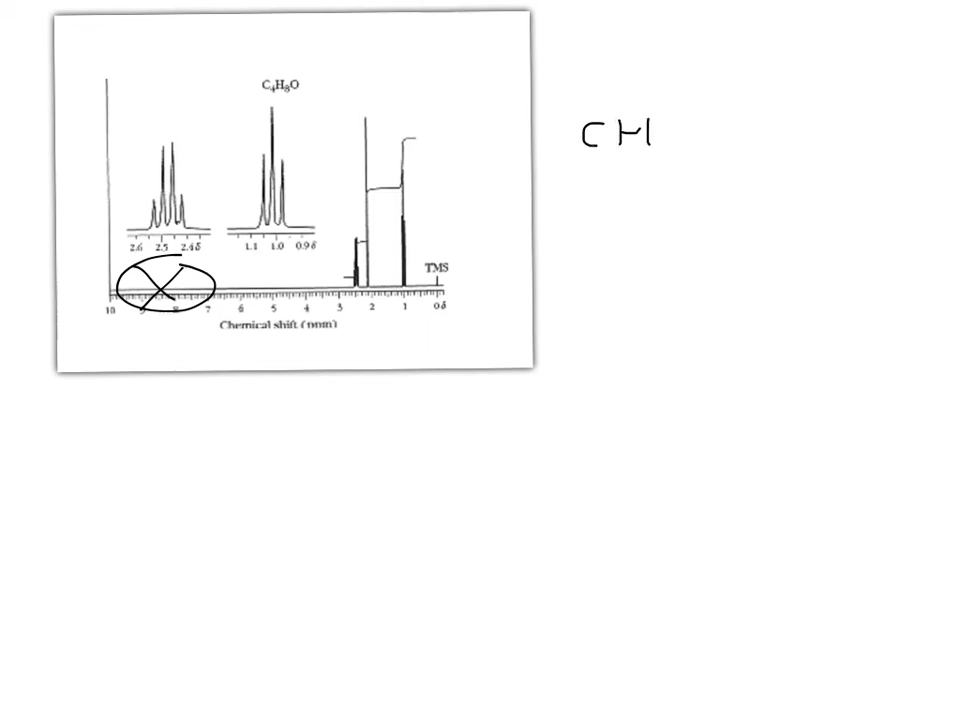 C₄H₈O
CH
2.6 2.5 2.4δ
1.1 1.0 0.9δ
TMS
10 9 8 7 6 5 4 3 2 1 0δ
Chemical shift (ppm)